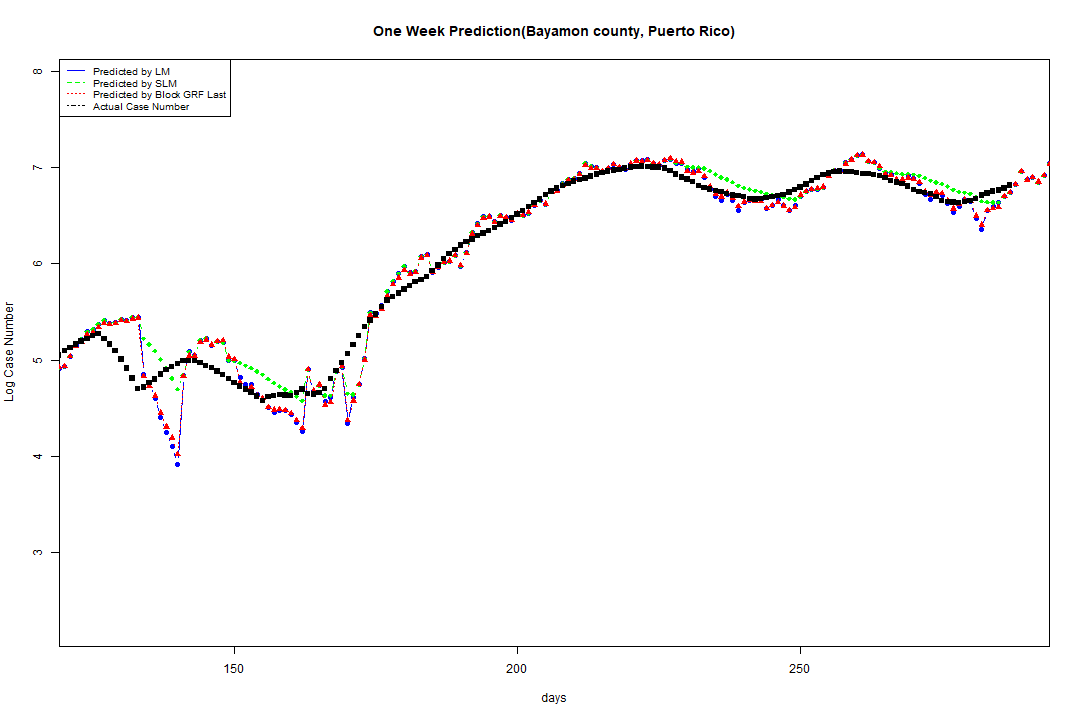 One Week Prediction(Bayamon county, Puerto Rico)
Predicted by LM
Predicted by SLM
Predicted by Block GRF Last
Actual Case Number
8
7
6
5
4
3
Log Case Number
150
200
250
days